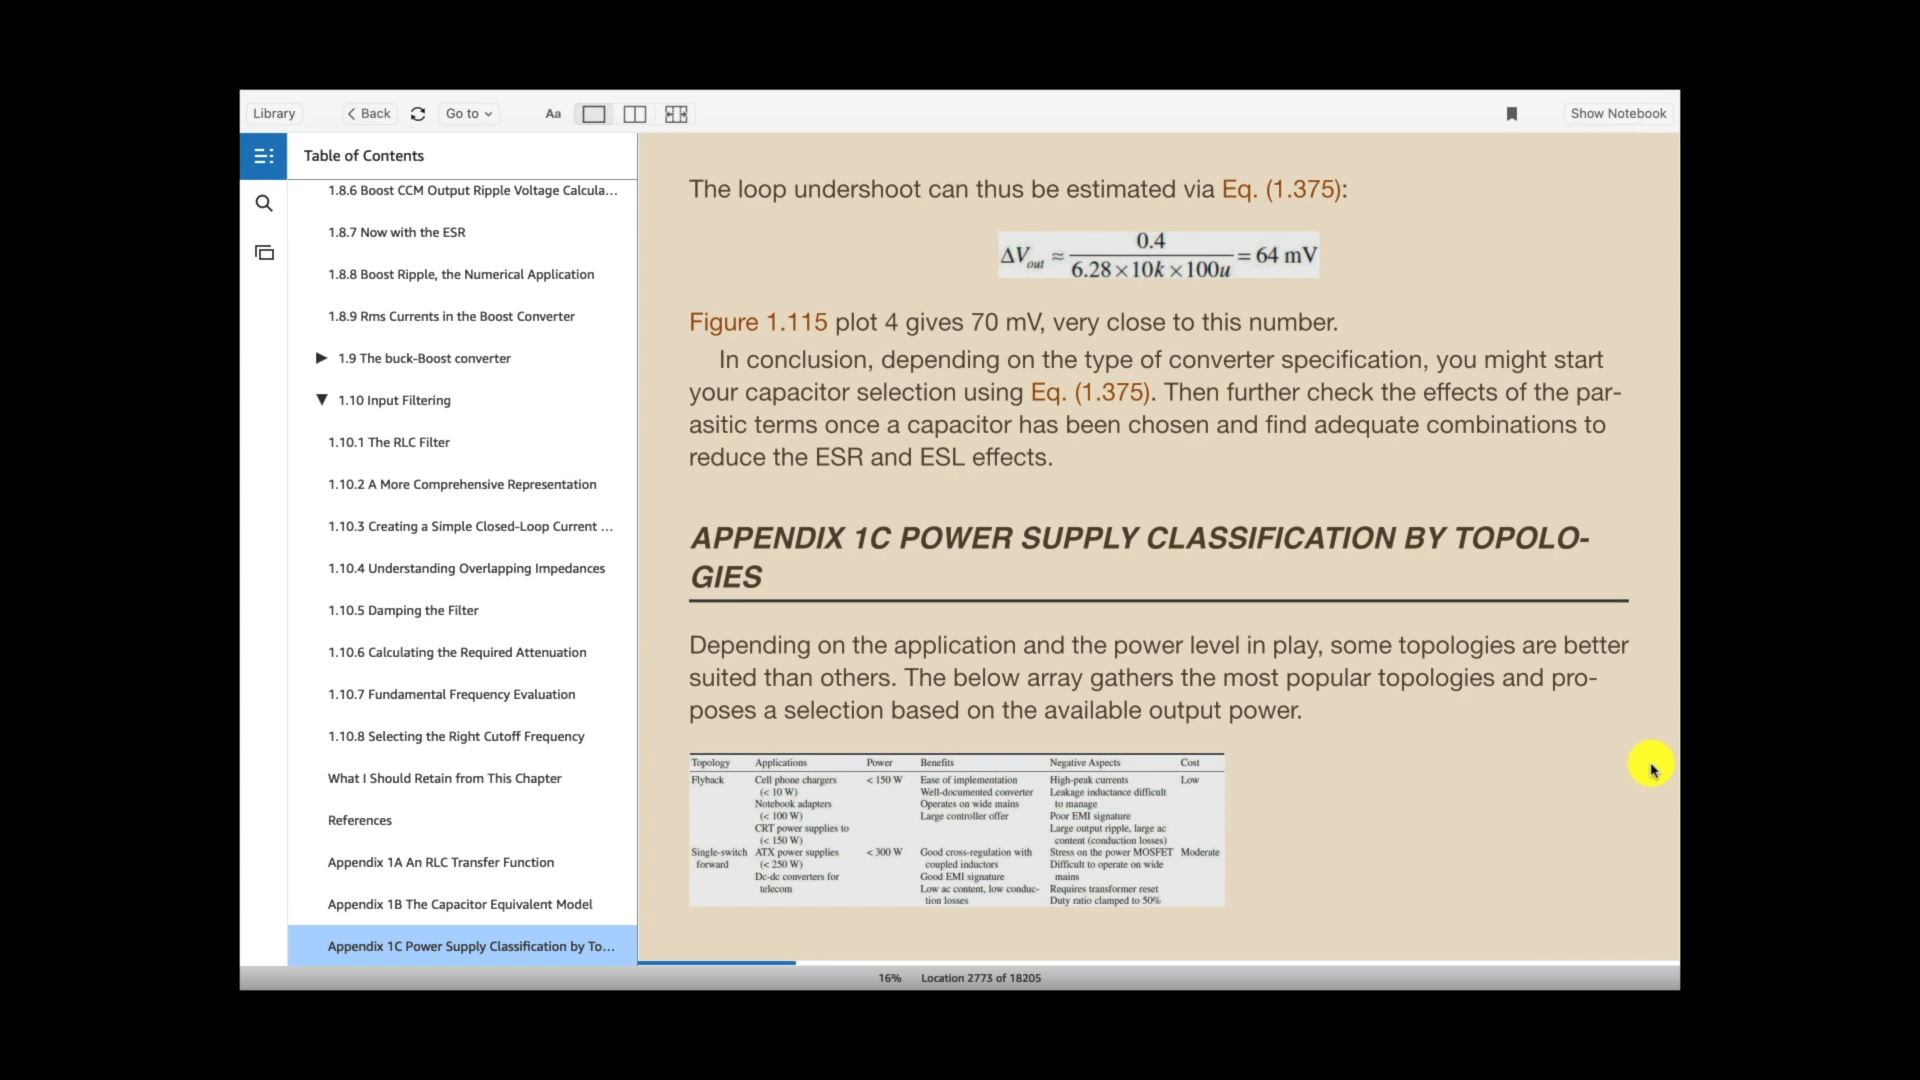 Library
Back
Go to
Aa
Show Notebook
Table of Contents
1.8.6 Boost CCM Output Ripple Voltage Calcula...
1.8.7 Now with the ESR
1.8.8 Boost Ripple, the Numerical Application
1.8.9 Rms Currents in the Boost Converter
1.9 The buck-Boost converter
1.10 Input Filtering
1.10.1 The RLC Filter
1.10.2 A More Comprehensive Representation
1.10.3 Creating a Simple Closed-Loop Current ...
1.10.4 Understanding Overlapping Impedances
1.10.5 Damping the Filter
1.10.6 Calculating the Required Attenuation
1.10.7 Fundamental Frequency Evaluation
1.10.8 Selecting the Right Cutoff Frequency
What I Should Retain from This Chapter
References
Appendix 1A An RLC Transfer Function
Appendix 1B The Capacitor Equivalent Model
Appendix 1C Power Supply Classification by To...
The loop undershoot can thus be estimated via Eq. (1.375):
0.4
ΔVout ≈ = 64 mV
6.28×10k×100u
Figure 1.115 plot 4 gives 70 mV, very close to this number.
In conclusion, depending on the type of converter specification, you might start
your capacitor selection using Eq. (1.375). Then further check the effects of the par-
asitic terms once a capacitor has been chosen and find adequate combinations to
reduce the ESR and ESL effects.
APPENDIX 1C POWER SUPPLY CLASSIFICATION BY TOPOLO-
GIES
Depending on the application and the power level in play, some topologies are better
suited than others. The below array gathers the most popular topologies and pro-
poses a selection based on the available output power.
Topology Applications Power Benefits Negative Aspects Cost
Flyback Cell phone chargers < 150 W Ease of implementation High-peak currents Low
(< 10 W) Well-documented converter Leakage inductance difficult
Notebook adapters Operates on wide mains to manage
(< 100 W) Large controller offer Poor EMI signature
CRT power supplies to Large output ripple, large ac
(< 150 W) content (conduction losses)
Single-switch ATX power supplies < 300 W Good cross-regulation with Stress on the power MOSFET Moderate
forward (< 250 W) coupled inductors Difficult to operate on wide
Dc-dc converters for Good EMI signature mains
telecom Low ac content, low conduc- Requires transformer reset
tion losses Duty ratio clamped to 50%
16% Location 2773 of 18205